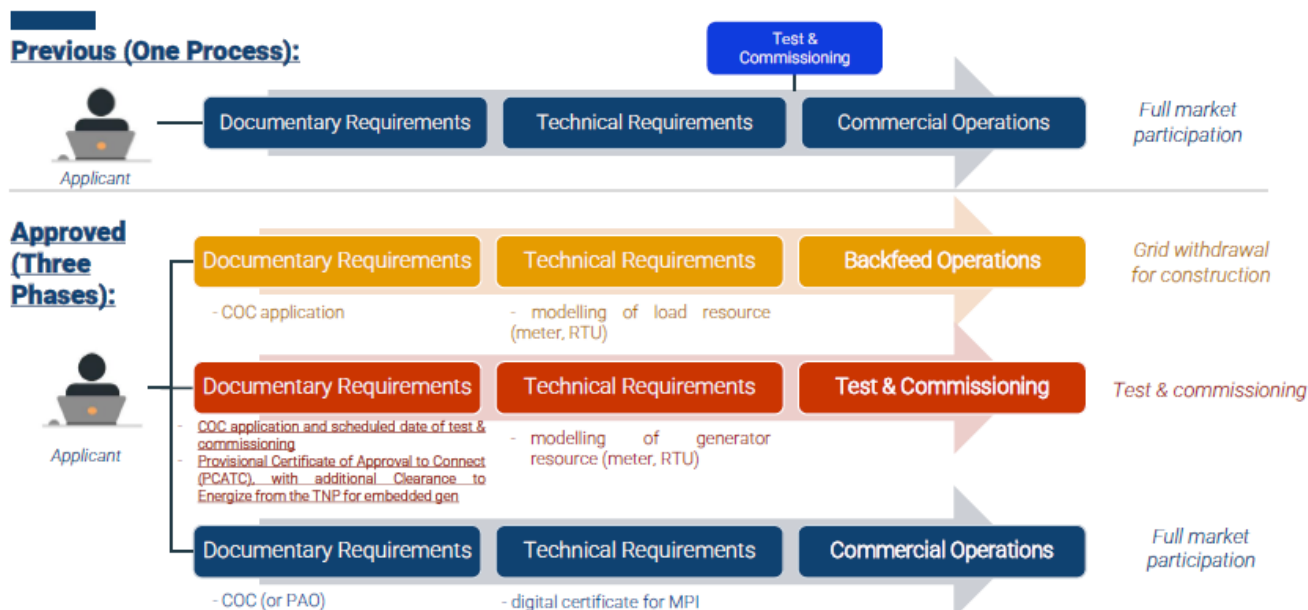 Previous (One Process):
Test &
Commissioning
Documentary Requirements
Technical Requirements
Commercial Operations
Full market
participation
Applicant
Approved
(Three
Phases):
Documentary Requirements
Technical Requirements
Backfeed Operations
Grid withdrawal
for construction
- COC application
- modelling of load resource
(meter, RTU)
Documentary Requirements
Technical Requirements
Test & Commissioning
Test & commissioning
Applicant
- COC application and scheduled date of test &
commissioning
- Provisional Certificate of Approval to Connect
(PCATC), with additional Clearance to
Energize from the TNP for embedded gen
- modelling of generator
resource (meter, RTU)
Documentary Requirements
Technical Requirements
Commercial Operations
Full market
participation
- COC (or PAO)
- digital certificate for MPI